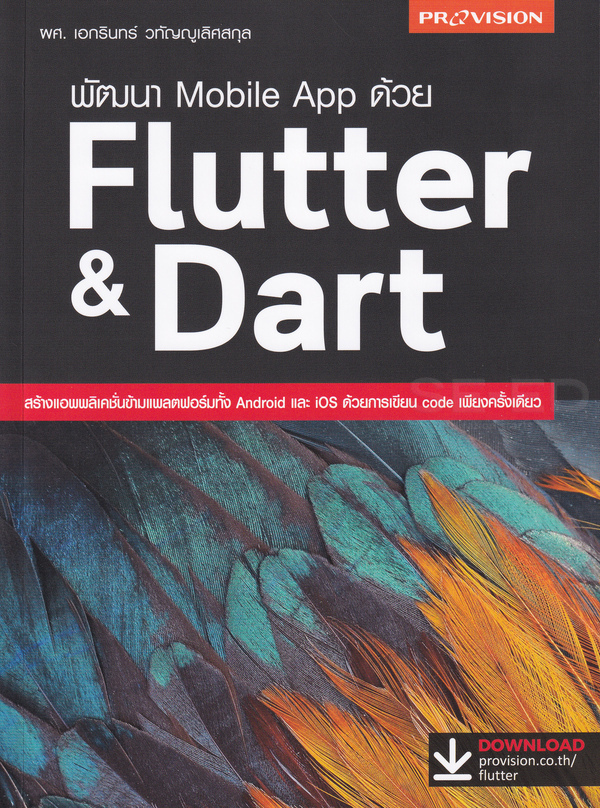 ผศ. เอกรินทร์ วทัญญูเลิศสกุล
PROVISION
พัฒนา Mobile App ด้วย
Flutter
& Dart
SE-ED
สร้างแอพพลิเคชั่นข้ามแพลตฟอร์มทั้ง Android และ iOS ด้วยการเขียน code เพียงครั้งเดียว
DOWNLOAD
provision.co.th/
flutter